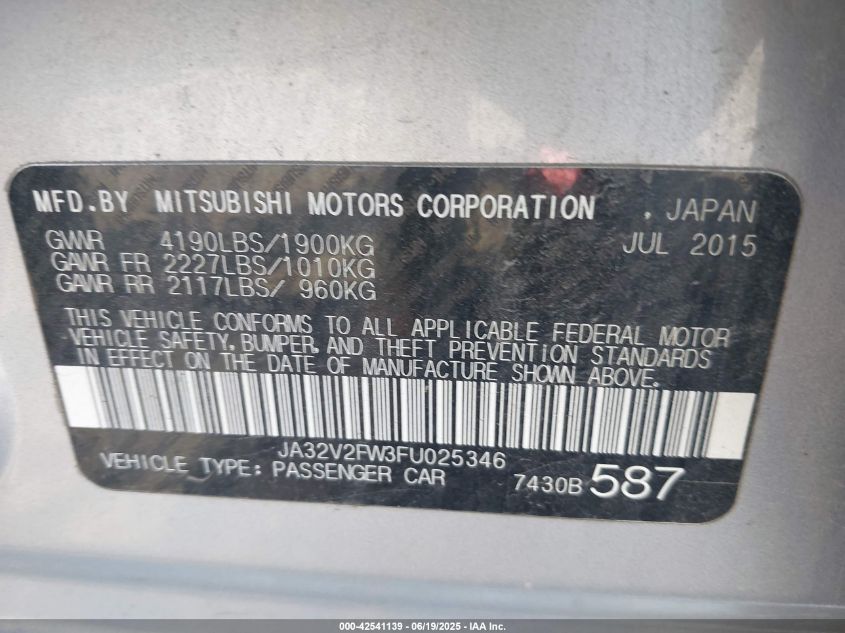 MFD.BY MITSUBISHI MOTORS CORPORATION , JAPAN
GVWR 4190LBS/1900KG JUL 2015
GAWR FR 2227LBS/1010KG
GAWR RR 2117LBS/ 960KG
THIS VEHICLE CONFORMS TO ALL APPLICABLE FEDERAL MOTOR
VEHICLE SAFETY, BUMPER, AND THEFT PREVENTION STANDARDS
IN EFFECT ON THE DATE OF MANUFACTURE SHOWN ABOVE.
JA32V2FW3FU025346
VEHICLE TYPE: PASSENGER CAR 7430B 587
000-42541139 - 06/19/2025 - IAA Inc.